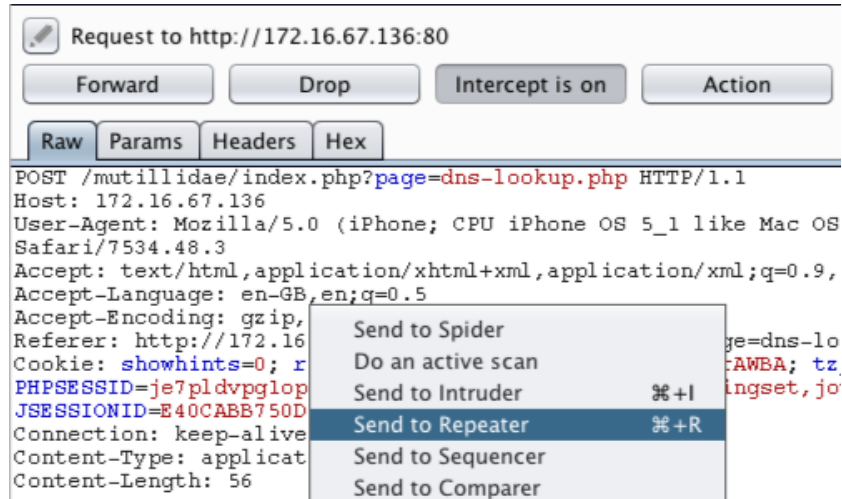 Request to http://172.16.67.136:80
Forward Drop Intercept is on Action
Raw Params Headers Hex
POST /mutillidae/index.php?page=dns-lookup.php HTTP/1.1
Host: 172.16.67.136
User-Agent: Mozilla/5.0 (iPhone; CPU iPhone OS 5_1 like Mac OS
Safari/7534.48.3
Accept: text/html,application/xhtml+xml,application/xml;q=0.9,
Accept-Language: en-GB,en;q=0.5
Accept-Encoding: gzip,
Send to Spider
Referer: http://172.16 ge=dns-lo
Do an active scan
Cookie: showhints=0; r rAWBA; tz
PHPSESSID=je7pldvpglop Send to Intruder ⌘+I ingset,jo
JSESSIONID=E40CABB750D
Send to Repeater ⌘+R
Connection: keep-alive
Content-Type: applicat Send to Sequencer
Content-Length: 56 Send to Comparer